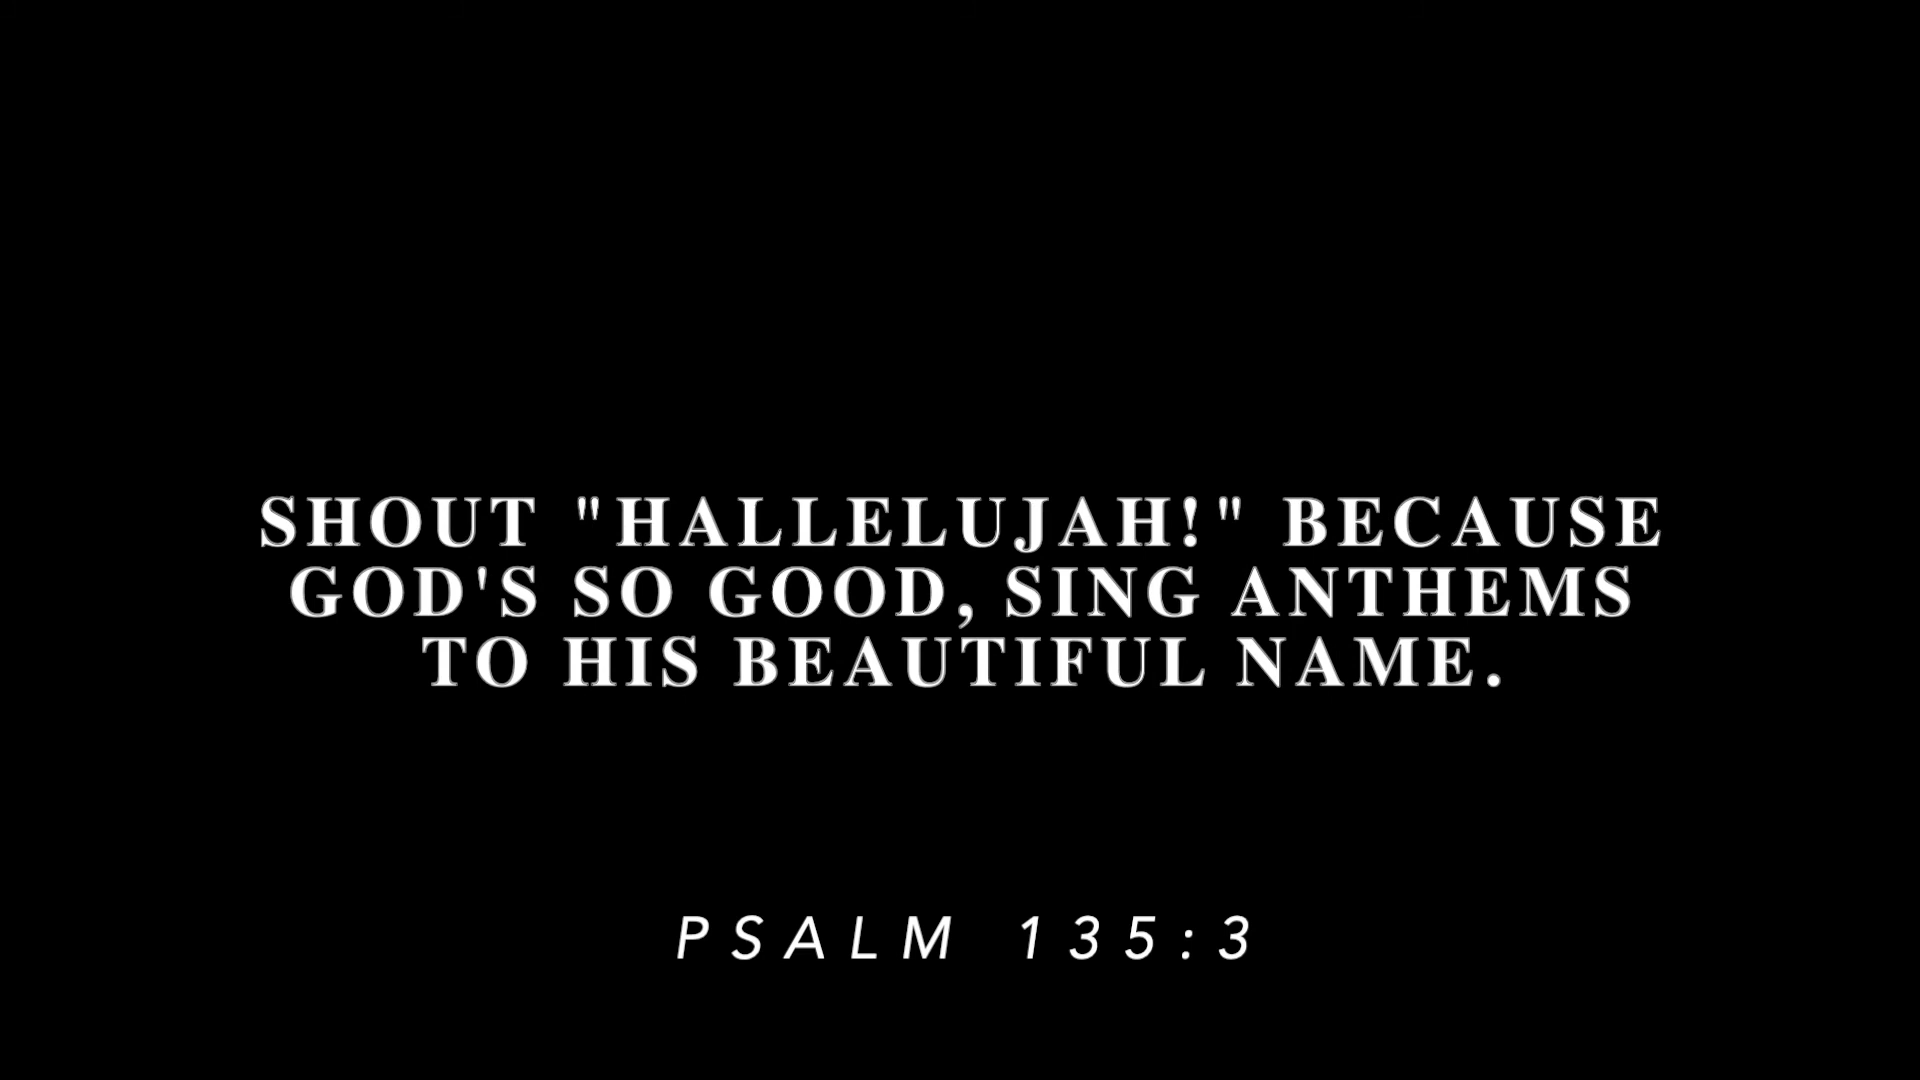 SHOUT "HALLELUJAH!" BECAUSE
GOD'S SO GOOD, SING ANTHEMS
TO HIS BEAUTIFUL NAME.
PSALM 135:3